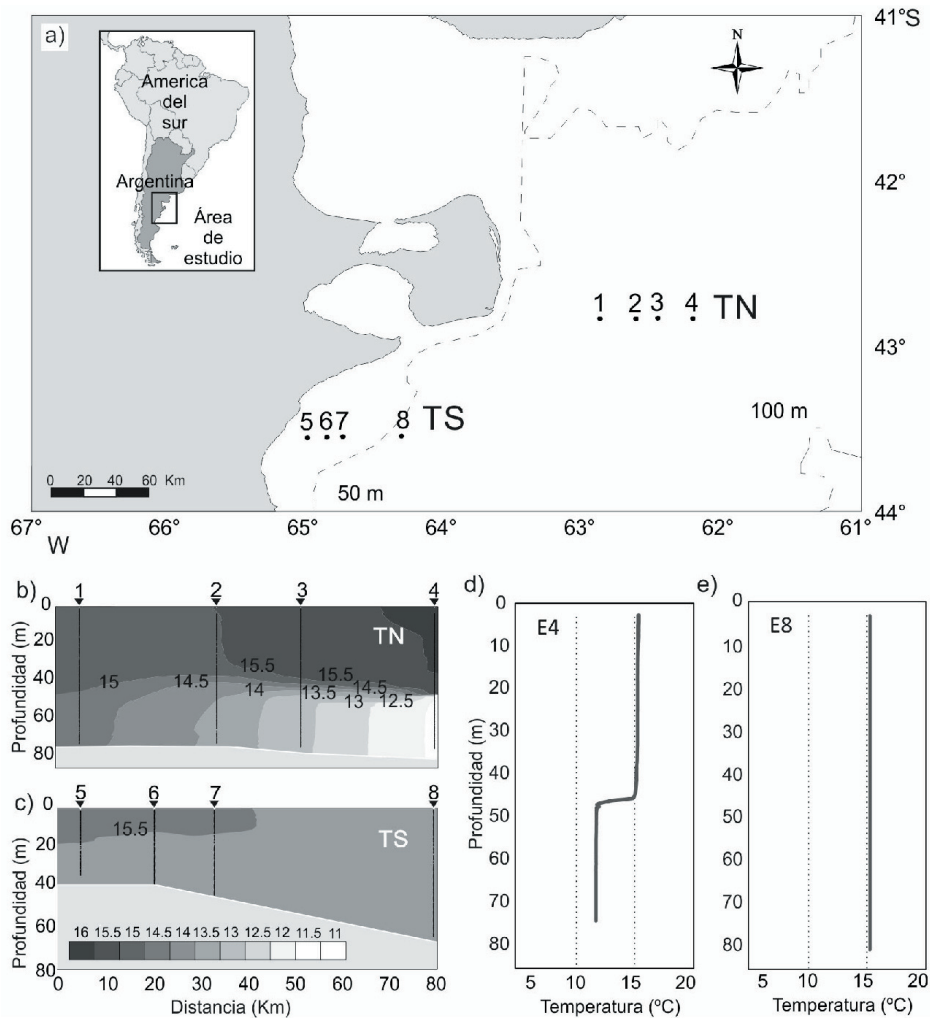 a)
N
41°S
America
del
sur
Argentina
Área
de
estudio
42°
1 2 3 4 TN
43°
100 m
5 6 7 8 TS
0 20 40 60 Km
50 m
44°
67° 66° 65° 64° 63° 62° 61°
W
b) 1 2 3 4
Profundidad (m)
0
20
40
60
80
TN
15.5
15.5
15 14.5 14 13.5 14.5
13 12.5
c) 5 6 7 8
Profundidad (m)
0
20
40
60
80
TS
15.5
16 15.5 15 14.5 14 13.5 13 12.5 12 11.5 11
0 10 20 30 40 50 60 70 80
Distancia (Km)
d)
E4
Profundidad (m)
0
10
20
30
40
50
60
70
80
5 10 15 20
Temperatura (ºC)
e)
E8
0
10
20
30
40
50
60
70
80
5 10 15 20
Temperatura (ºC)